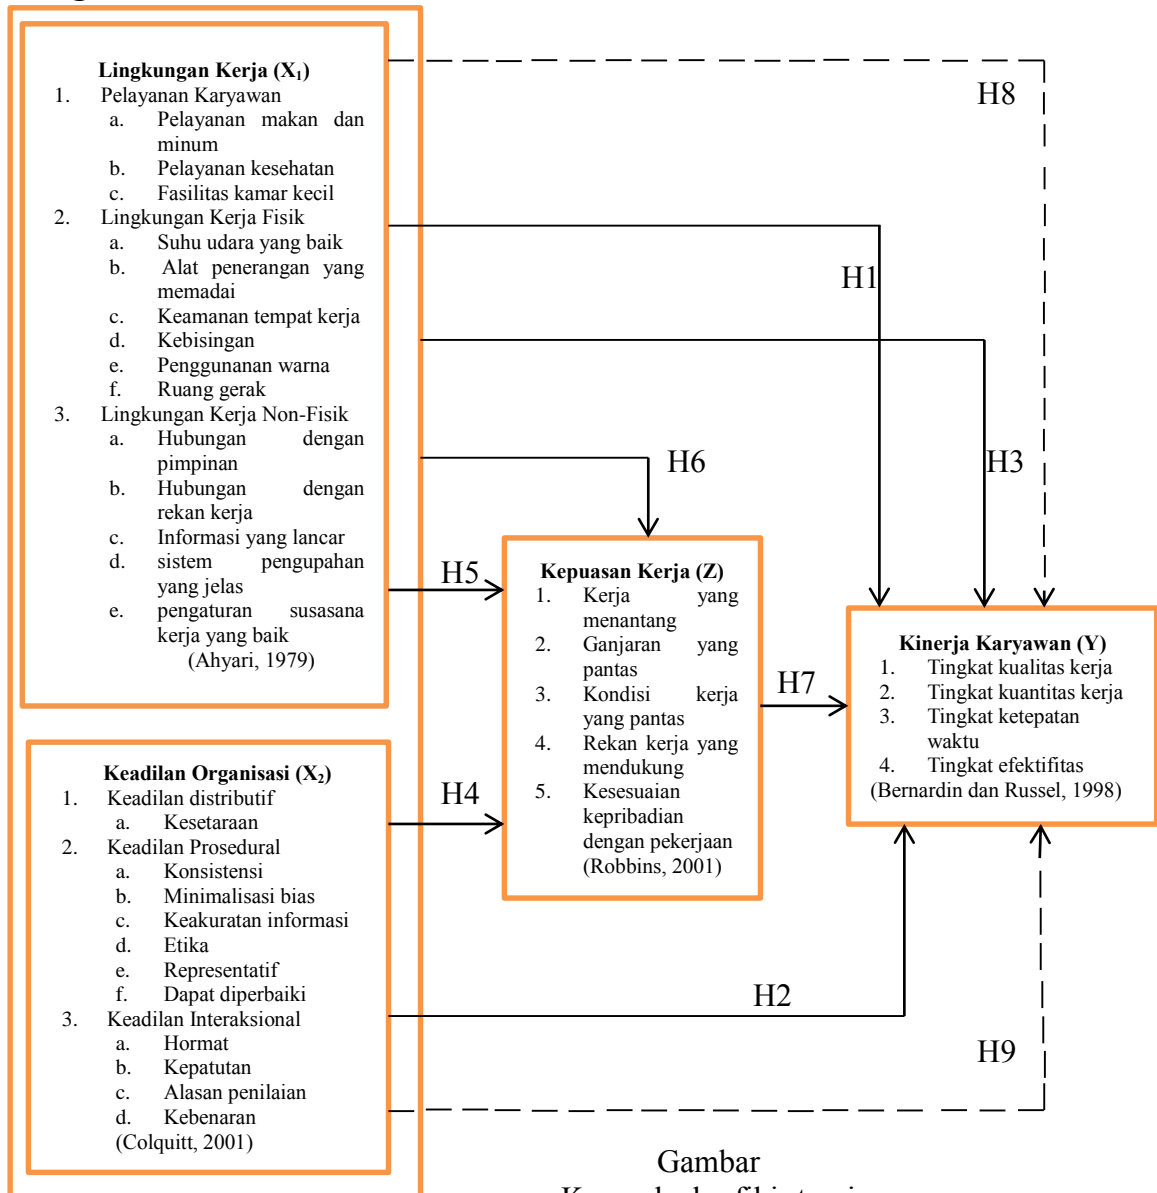 Lingkungan Kerja (X₁)
1. Pelayanan Karyawan
a. Pelayanan makan dan
minum
b. Pelayanan kesehatan
c. Fasilitas kamar kecil
2. Lingkungan Kerja Fisik
a. Suhu udara yang baik
b. Alat penerangan yang
memadai
c. Keamanan tempat kerja
d. Kebisingan
e. Penggunanan warna
f. Ruang gerak
3. Lingkungan Kerja Non-Fisik
a. Hubungan dengan
pimpinan
b. Hubungan dengan
rekan kerja
c. Informasi yang lancar
d. sistem pengupahan
yang jelas
e. pengaturan susasana
kerja yang baik
(Ahyari, 1979)
Keadilan Organisasi (X₂)
1. Keadilan distributif
a. Kesetaraan
2. Keadilan Prosedural
a. Konsistensi
b. Minimalisasi bias
c. Keakuratan informasi
d. Etika
e. Representatif
f. Dapat diperbaiki
3. Keadilan Interaksional
a. Hormat
b. Kepatutan
c. Alasan penilaian
d. Kebenaran
(Colquitt, 2001)
H8
H1
H3
H6
H5
H4
Kepuasan Kerja (Z)
1. Kerja yang
menantang
2. Ganjaran yang
pantas
3. Kondisi kerja
yang pantas
4. Rekan kerja yang
mendukung
5. Kesesuaian
kepribadian
dengan pekerjaan
(Robbins, 2001)
H7
Kinerja Karyawan (Y)
1. Tingkat kualitas kerja
2. Tingkat kuantitas kerja
3. Tingkat ketepatan
waktu
4. Tingkat efektifitas
(Bernardin dan Russel, 1998)
H2
H9
Gambar